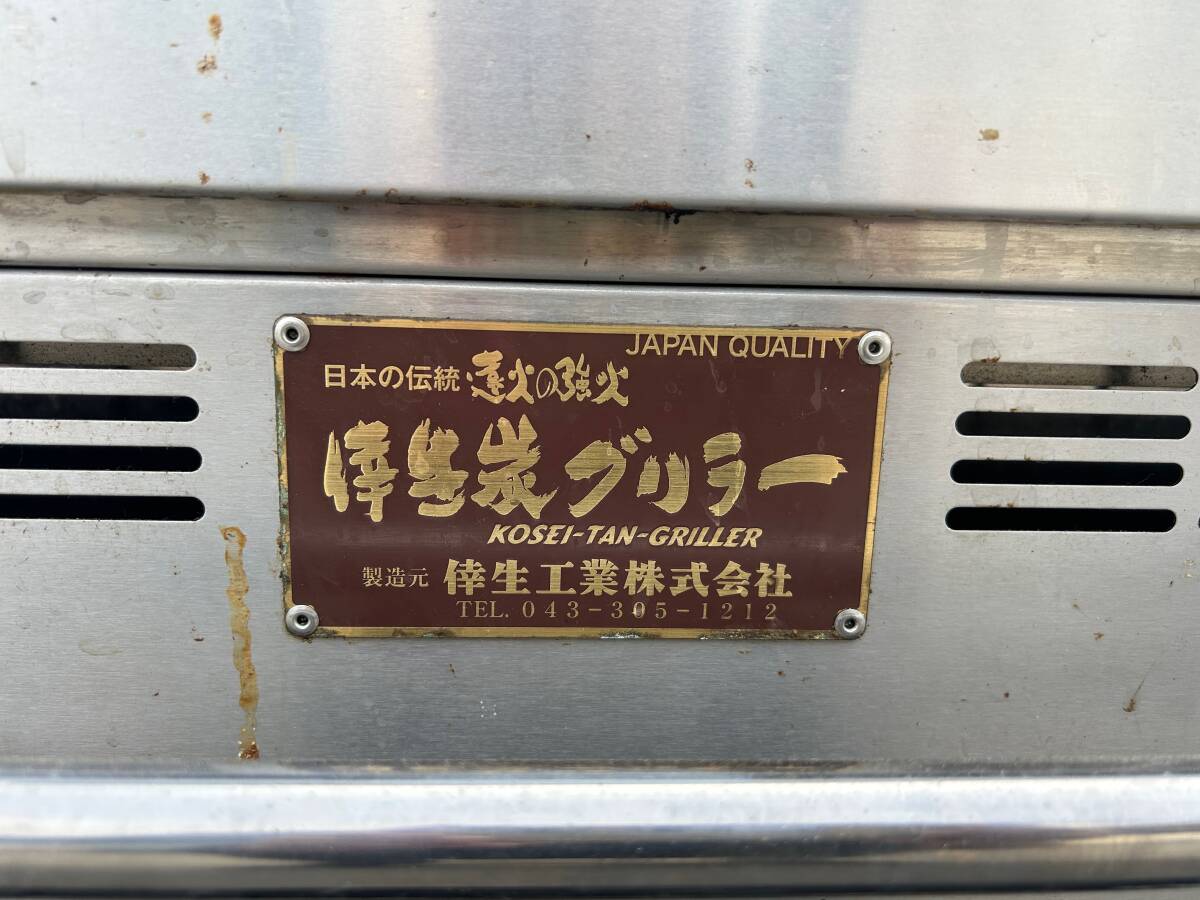 JAPAN QUALITY
日本の伝統 遠火の強火
倖生炭グリラー
KOSEI-TAN-GRILLER
製造元 倖生工業株式会社
TEL. 043-305-1212